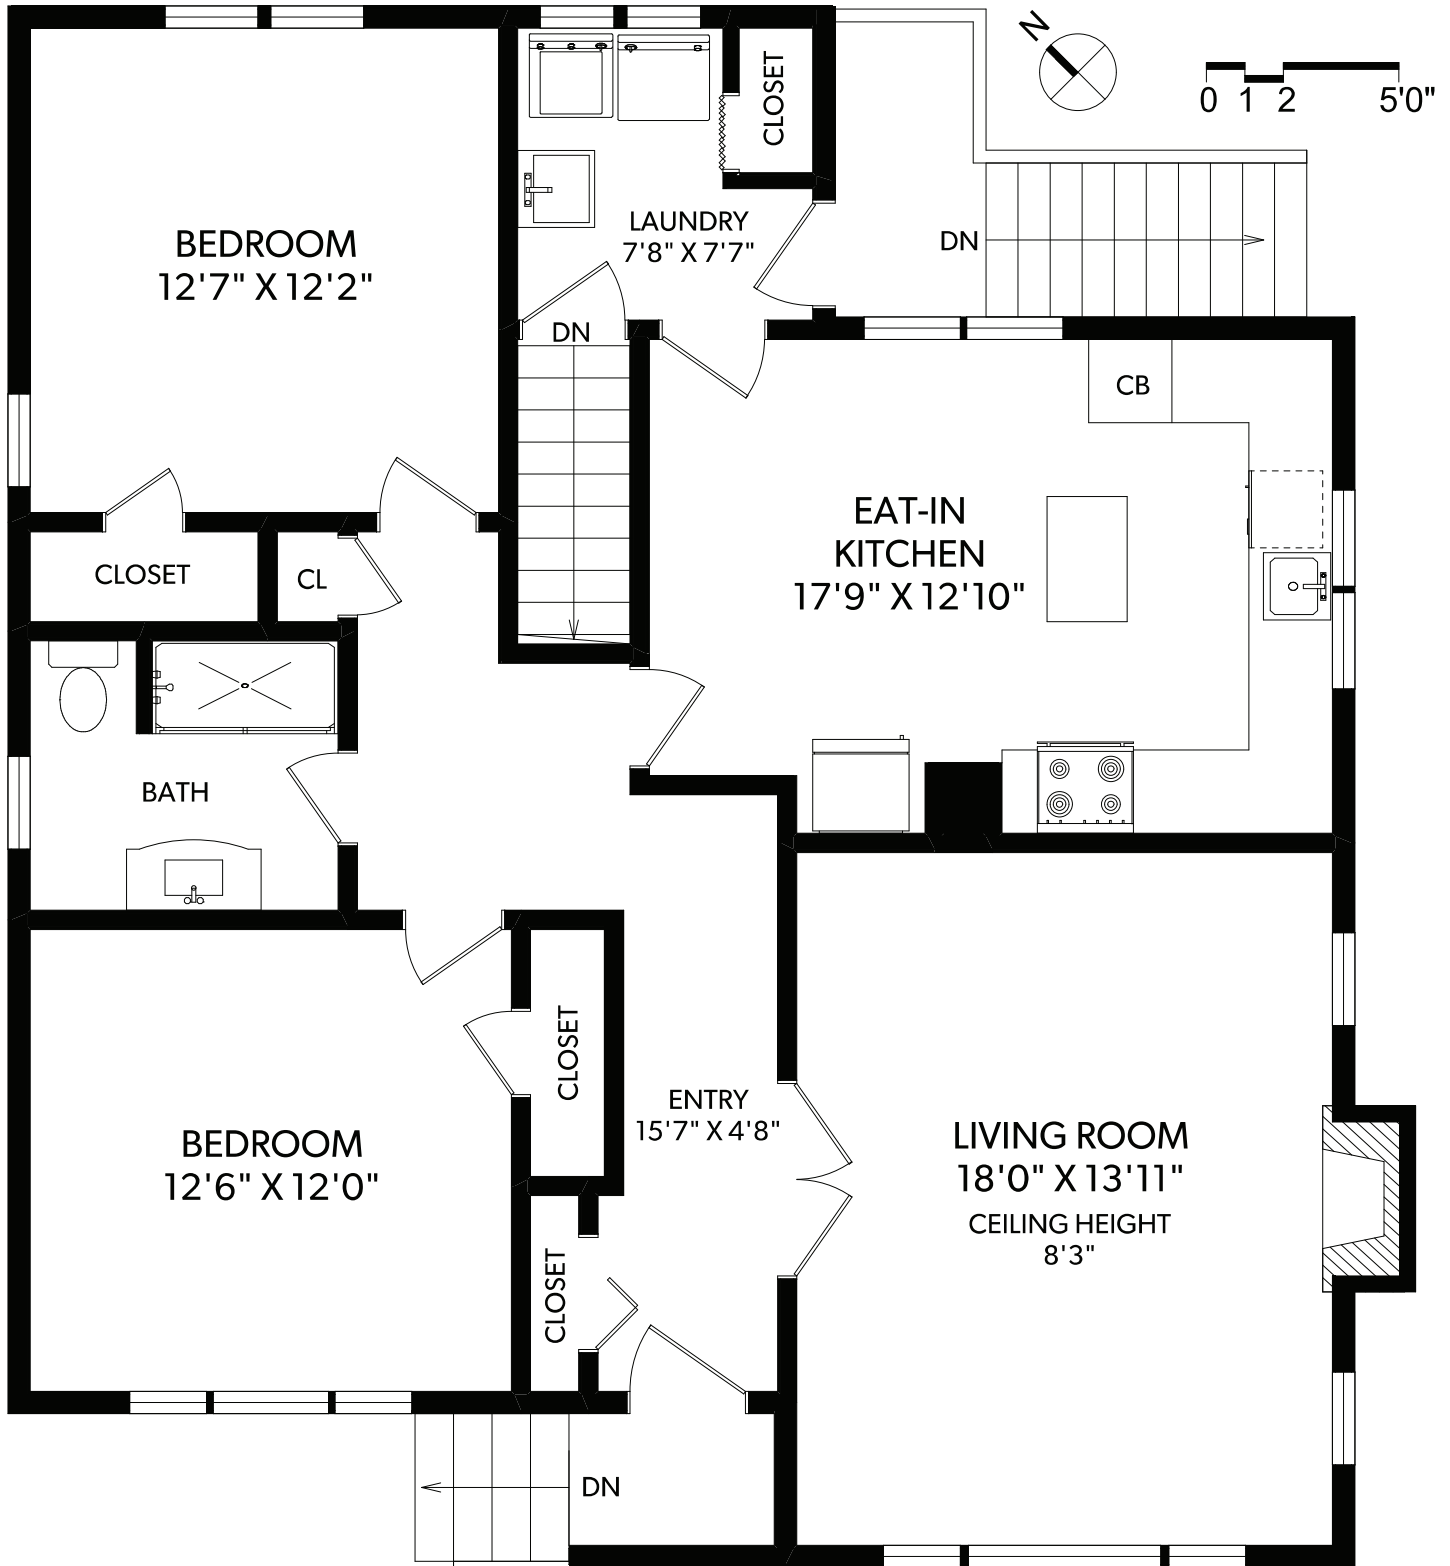 N
0 1 2 5'0"
CLOSET
BEDROOM
12'7" X 12'2"
LAUNDRY
7'8" X 7'7"
DN
DN
CB
EAT-IN
KITCHEN
17'9" X 12'10"
CLOSET
CL
BATH
CLOSET
ENTRY
15'7" X 4'8"
BEDROOM
12'6" X 12'0"
LIVING ROOM
18'0" X 13'11"
CEILING HEIGHT
8'3"
CLOSET
DN